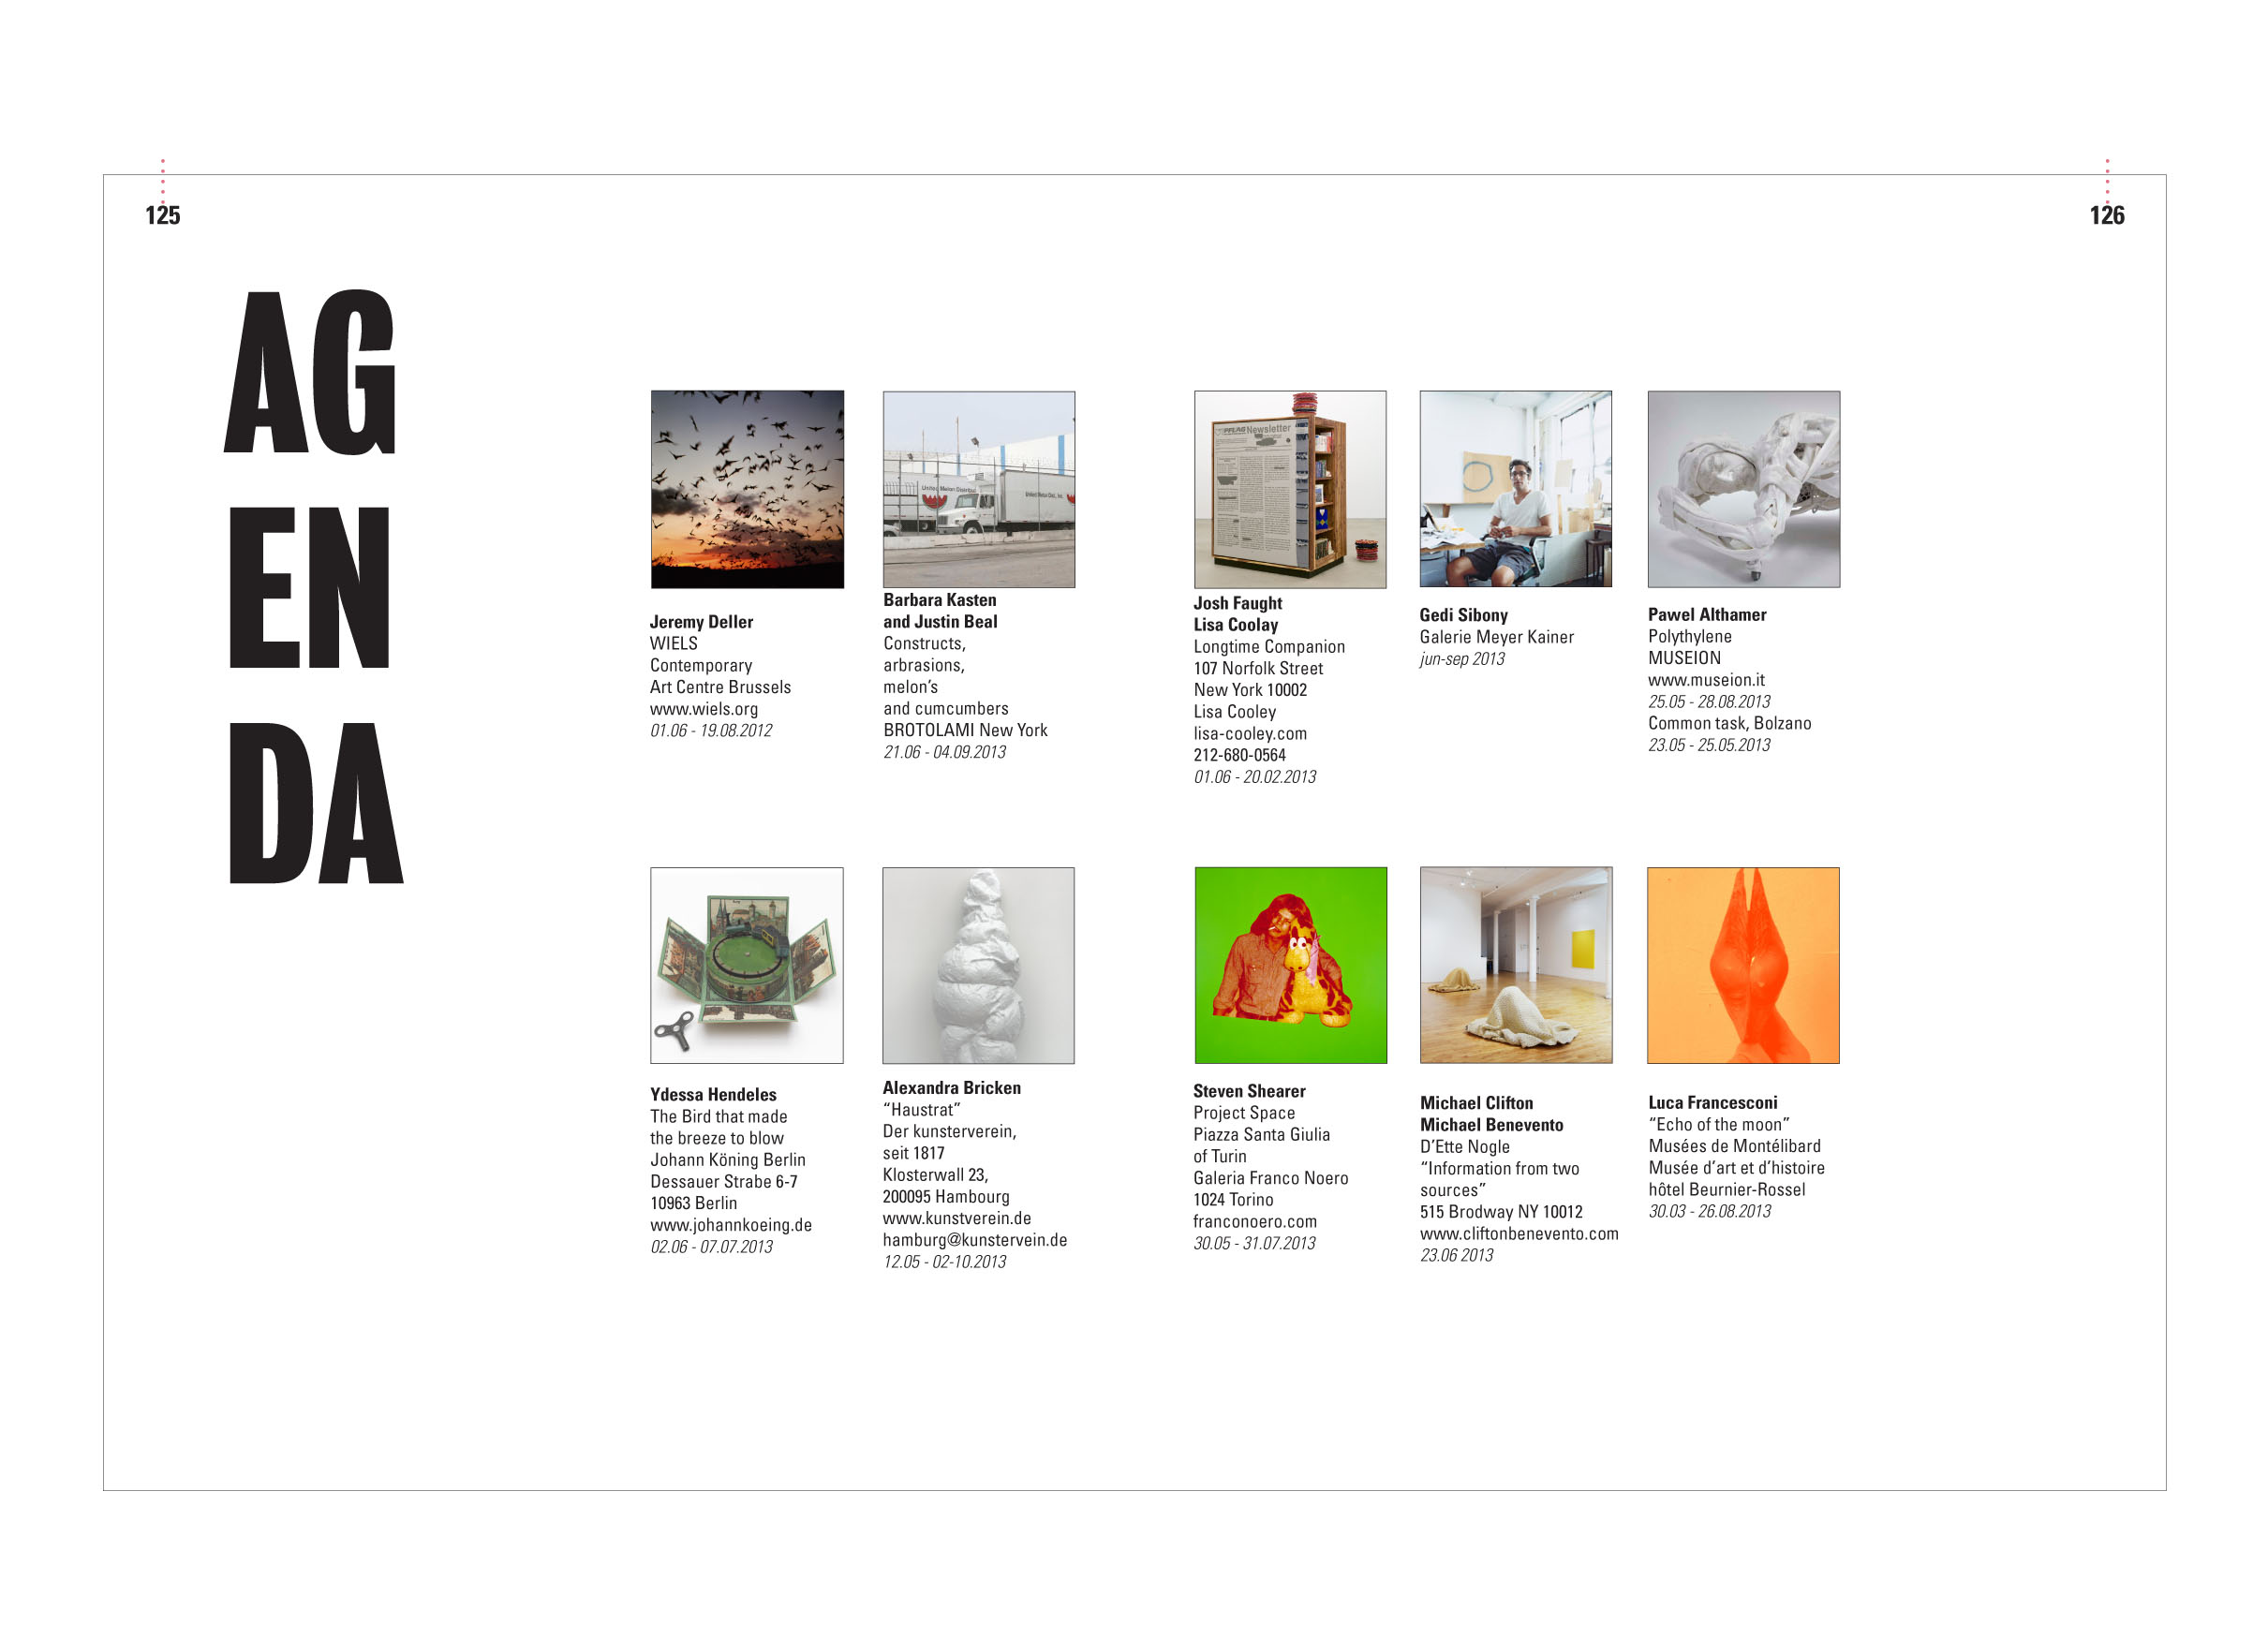 125
126
AG
EN
DA
United Melon Dist
PFLAG Newsletter
Jeremy Deller
WIELS
Contemporary
Art Centre Brussels
www.wiels.org
01.06 - 19.08.2012
Barbara Kasten
and Justin Beal
Constructs,
arbrasions,
melon’s
and cumcumbers
BROTOLAMI New York
21.06 - 04.09.2013
Josh Faught
Lisa Coolay
Longtime Companion
107 Norfolk Street
New York 10002
Lisa Cooley
lisa-cooley.com
212-680-0564
01.06 - 20.02.2013
Gedi Sibony
Galerie Meyer Kainer
jun-sep 2013
Pawel Althamer
Polythylene
MUSEION
www.museion.it
25.05 - 28.08.2013
Common task, Bolzano
23.05 - 25.05.2013
Ydessa Hendeles
The Bird that made
the breeze to blow
Johann Köning Berlin
Dessauer Strabe 6-7
10963 Berlin
www.johannkoeing.de
02.06 - 07.07.2013
Alexandra Bricken
“Haustrat”
Der kunsterverein,
seit 1817
Klosterwall 23,
200095 Hambourg
www.kunstverein.de
hamburg@kunstervein.de
12.05 - 02-10.2013
Steven Shearer
Project Space
Piazza Santa Giulia
of Turin
Galeria Franco Noero
1024 Torino
franconoero.com
30.05 - 31.07.2013
Michael Clifton
Michael Benevento
D’Ette Nogle
“Information from two
sources”
515 Brodway NY 10012
www.cliftonbenevento.com
23.06 2013
Luca Francesconi
“Echo of the moon”
Musées de Montélibard
Musée d’art et d’histoire
hôtel Beurnier-Rossel
30.03 - 26.08.2013